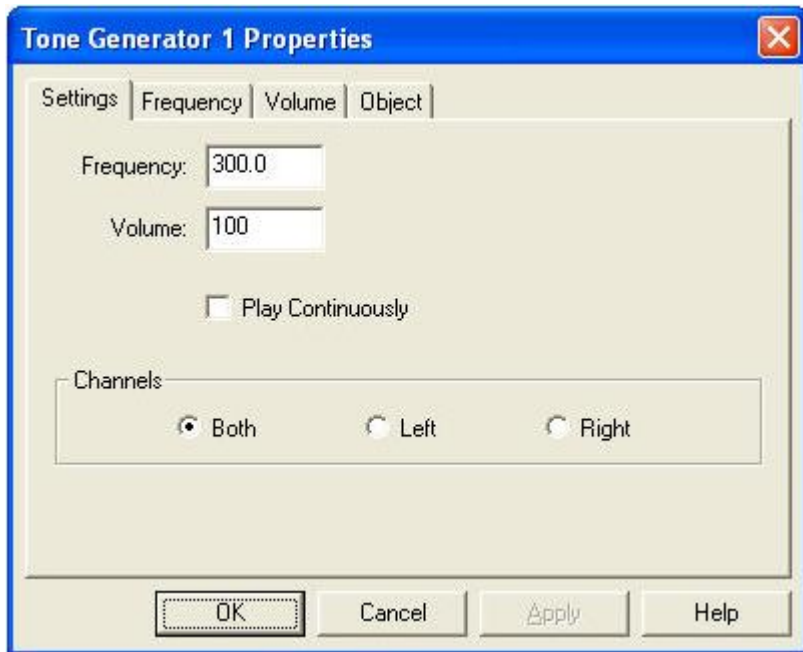 Tone Generator 1 Properties
Settings Frequency Volume Object
Frequency: 300.0
Volume: 100
Play Continuously
Channels
Both Left Right
OK Cancel Apply Help